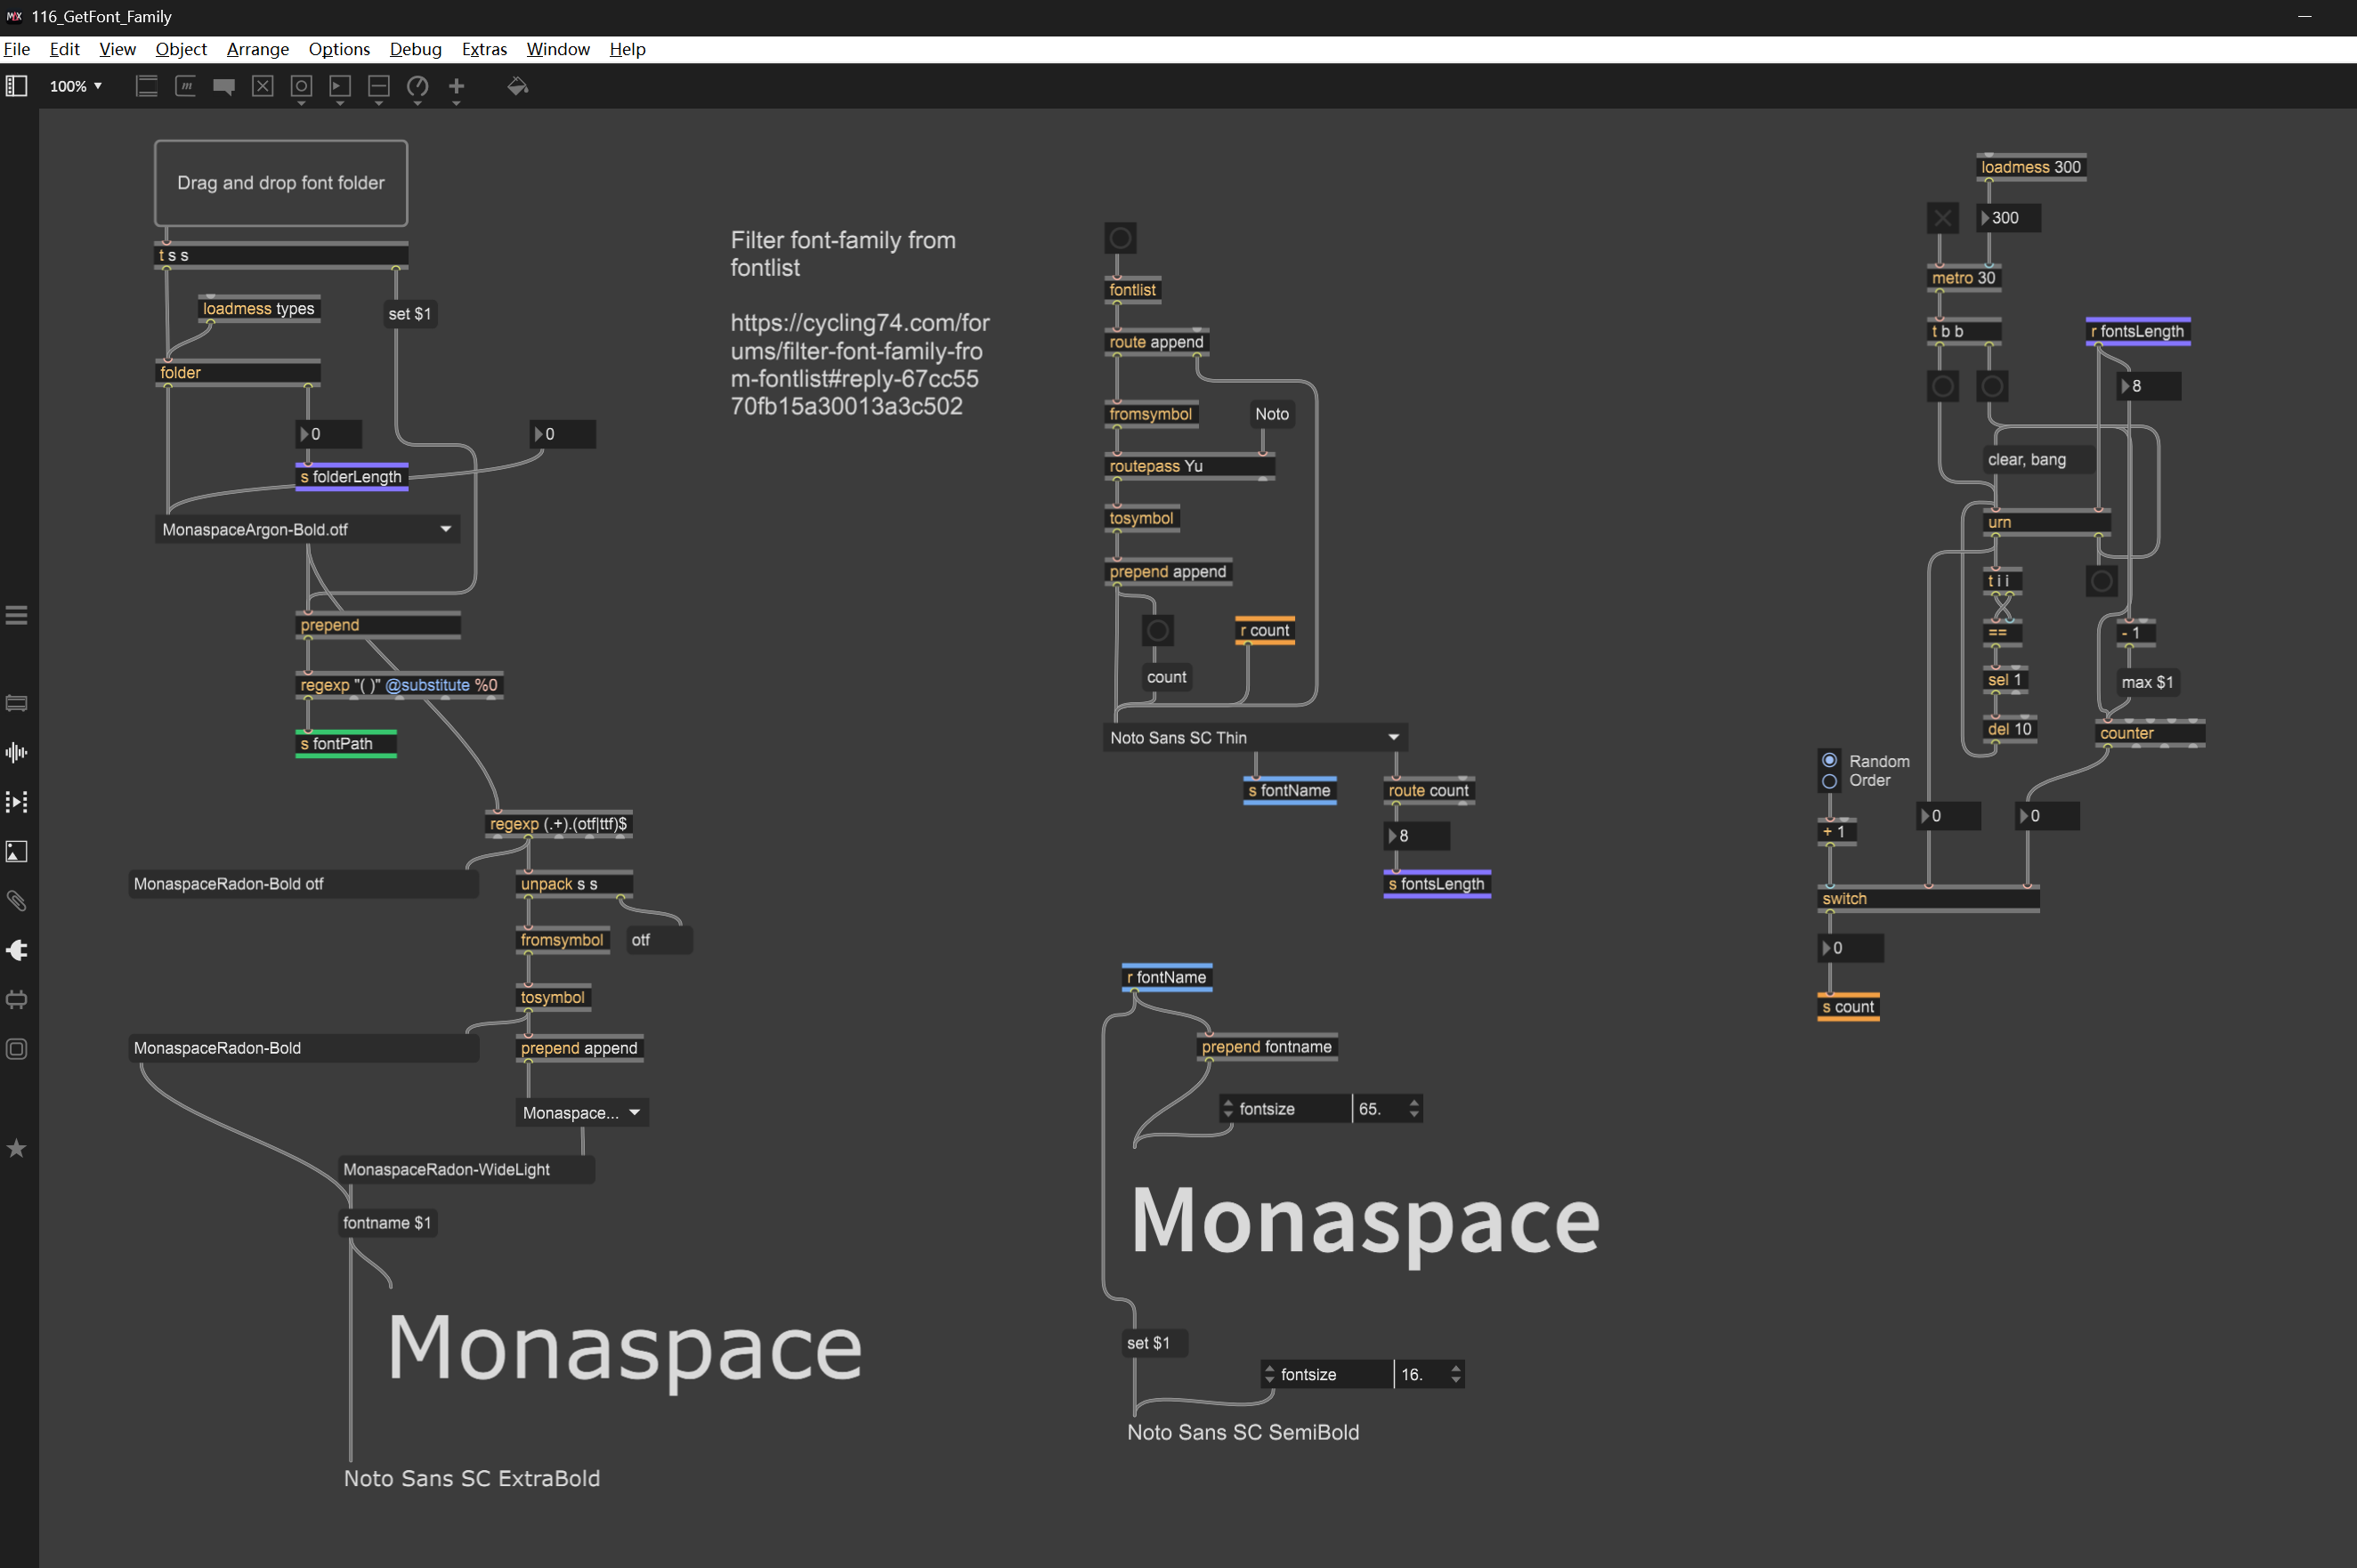 116_GetFont_Family
File Edit View Object Arrange Options Debug Extras Window Help
100%
Drag and drop font folder
t s s
loadmess types
set $1
folder
0
0
s folderLength
MonaspaceArgon-Bold.otf
prepend
regexp "( )" @substitute %0
s fontPath
regexp (.+).(otf|ttf)$
MonaspaceRadon-Bold otf
unpack s s
fromsymbol
otf
tosymbol
MonaspaceRadon-Bold
prepend append
Monaspace...
MonaspaceRadon-WideLight
fontname $1
Monaspace
Noto Sans SC ExtraBold
Filter font-family from
fontlist
https://cycling74.com/for
ums/filter-font-family-fro
m-fontlist#reply-67cc55
70fb15a30013a3c502
fontlist
route append
fromsymbol
Noto
routepass Yu
tosymbol
prepend append
r count
count
Noto Sans SC Thin
s fontName
route count
8
s fontsLength
r fontName
prepend fontname
fontsize
65.
Monaspace
set $1
fontsize
16.
Noto Sans SC SemiBold
loadmess 300
300
metro 30
t b b
r fontsLength
8
clear, bang
urn
t i i
==
- 1
sel 1
max $1
del 10
counter
Random
Order
0
0
+ 1
switch
0
s count